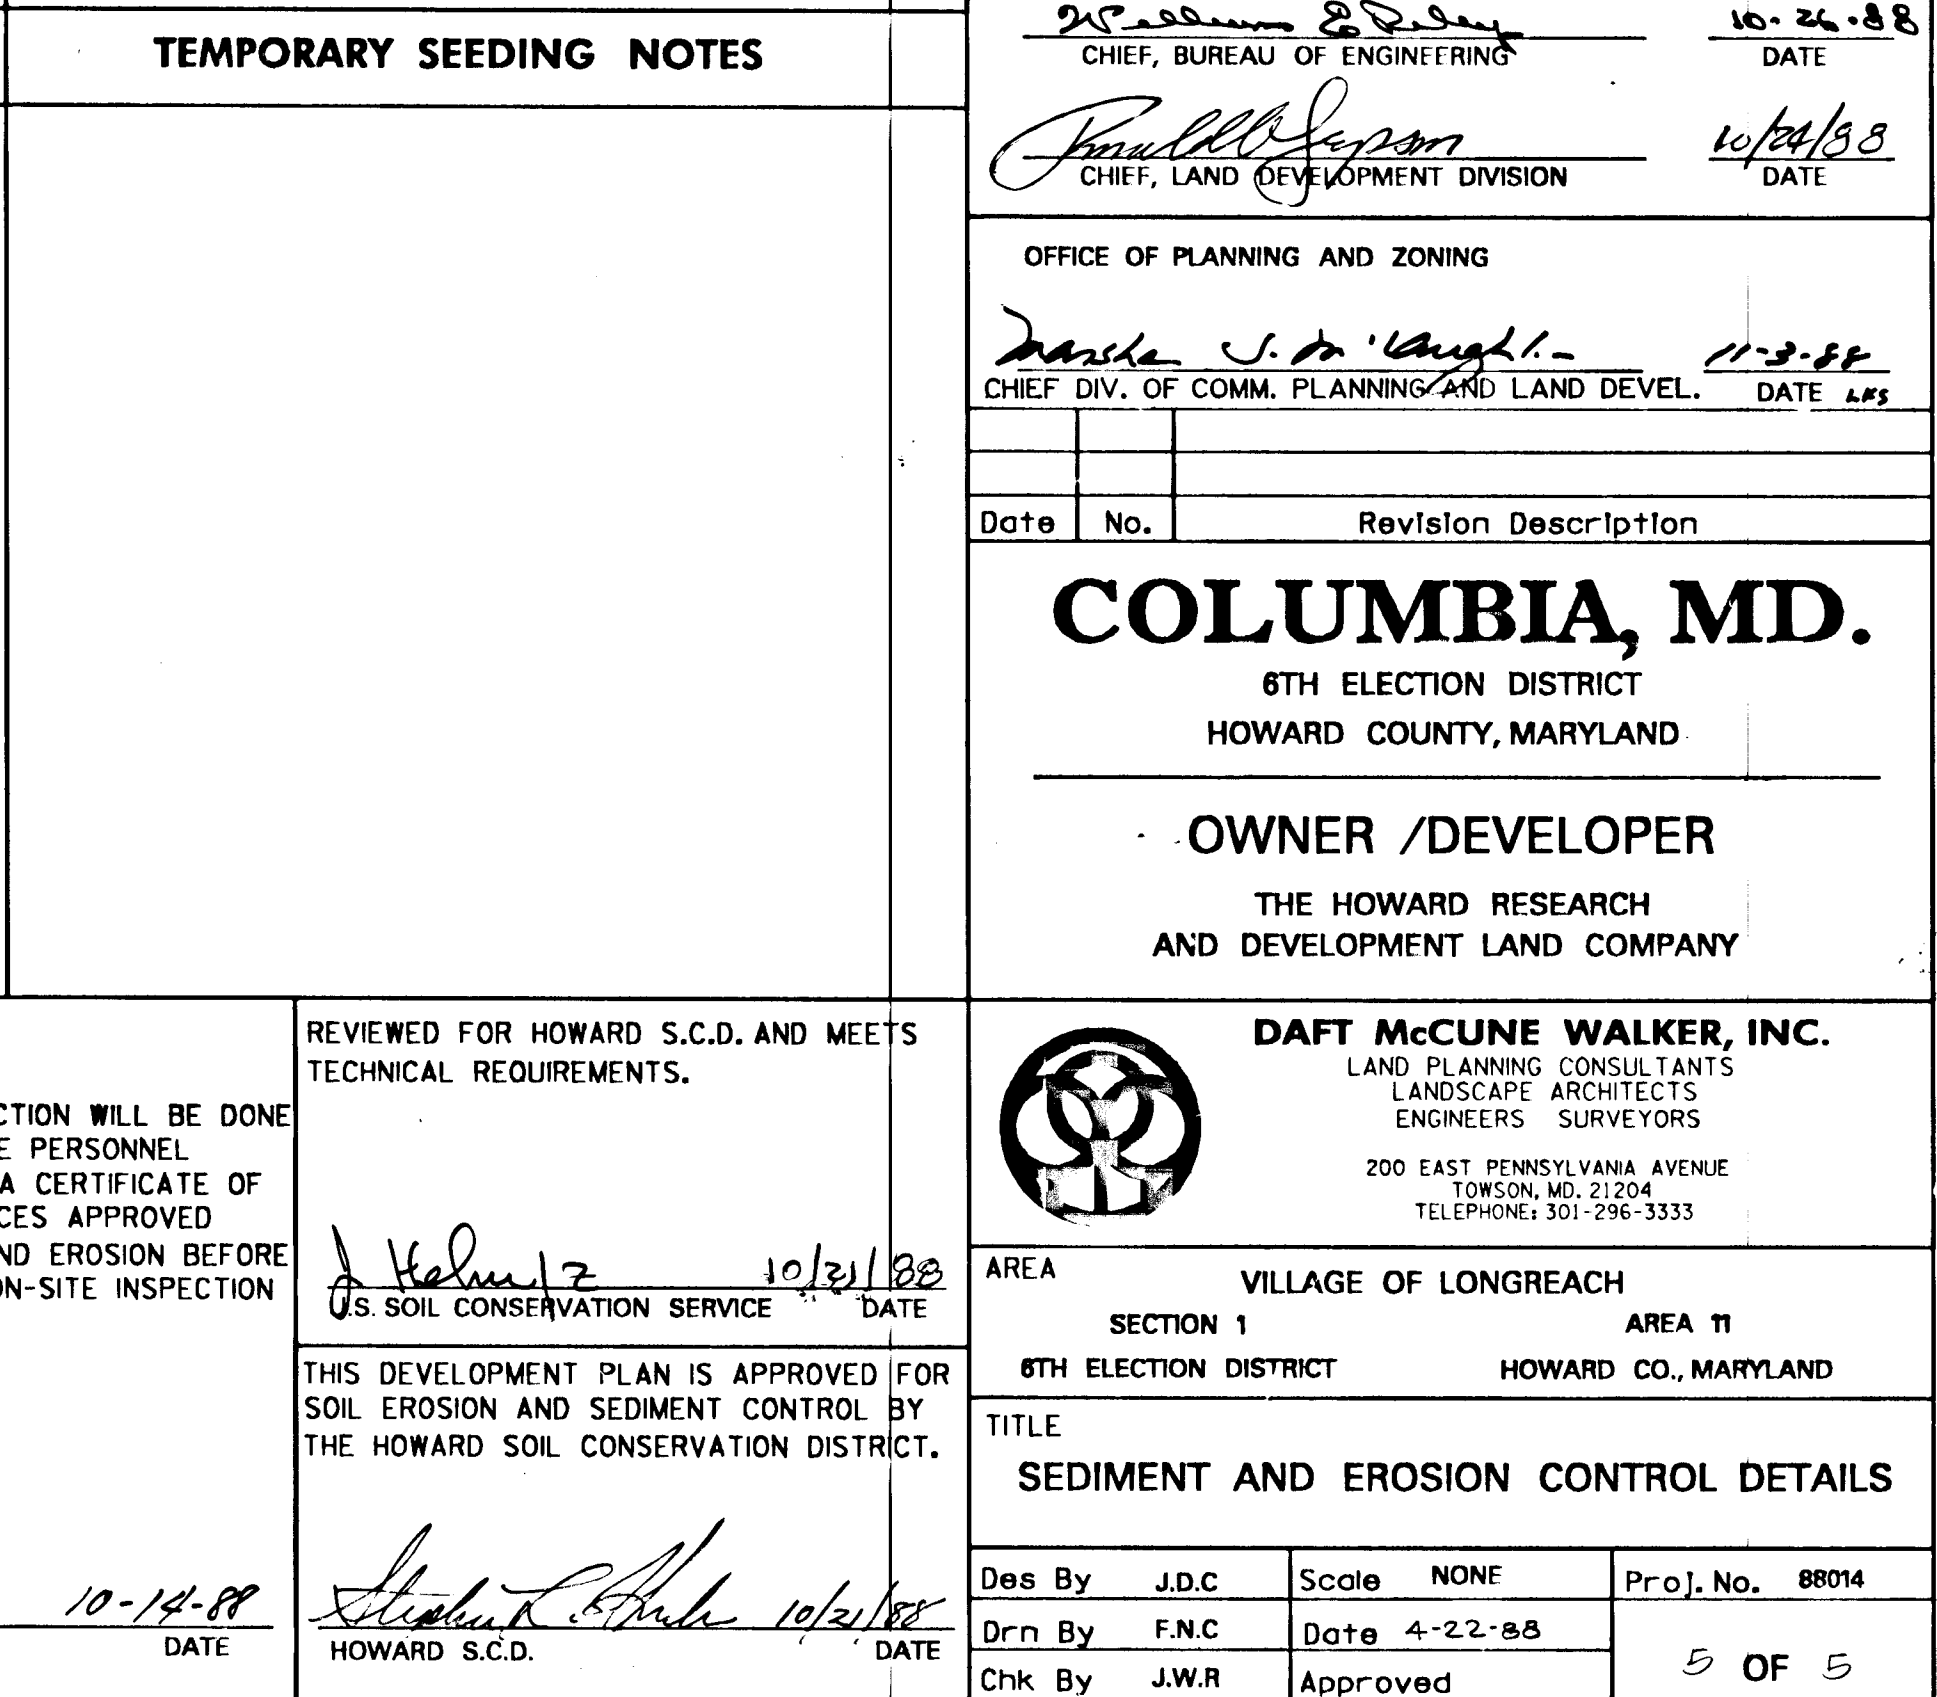 TEMPORARY SEEDING NOTES
William E. Riley 10-26-88
CHIEF, BUREAU OF ENGINEERING DATE
10/24/88
CHIEF, LAND DEVELOPMENT DIVISION DATE
OFFICE OF PLANNING AND ZONING
Marsha S. McLaughlin 11-3-88
CHIEF DIV. OF COMM. PLANNING AND LAND DEVEL. DATE LKS
Date No. Revision Description
COLUMBIA, MD.
6TH ELECTION DISTRICT
HOWARD COUNTY, MARYLAND
OWNER /DEVELOPER
THE HOWARD RESEARCH
AND DEVELOPMENT LAND COMPANY
CTION WILL BE DONE
E PERSONNEL
A CERTIFICATE OF
CES APPROVED
ND EROSION BEFORE
ON-SITE INSPECTION
10-14-88
DATE
REVIEWED FOR HOWARD S.C.D. AND MEETS
TECHNICAL REQUIREMENTS.
J Helm 10/21/88
U.S. SOIL CONSERVATION SERVICE DATE
THIS DEVELOPMENT PLAN IS APPROVED FOR
SOIL EROSION AND SEDIMENT CONTROL BY
THE HOWARD SOIL CONSERVATION DISTRICT.
10/21/88
HOWARD S.C.D. DATE
DAFT McCUNE WALKER, INC.
LAND PLANNING CONSULTANTS
LANDSCAPE ARCHITECTS
ENGINEERS SURVEYORS
200 EAST PENNSYLVANIA AVENUE
TOWSON, MD. 21204
TELEPHONE: 301-296-3333
AREA
VILLAGE OF LONGREACH
SECTION 1 AREA 11
6TH ELECTION DISTRICT HOWARD CO., MARYLAND
TITLE
SEDIMENT AND EROSION CONTROL DETAILS
Des By J.D.C Scale NONE Proj. No. 88014
Drn By F.N.C Date 4-22-88
Chk By J.W.R Approved
5 OF 5